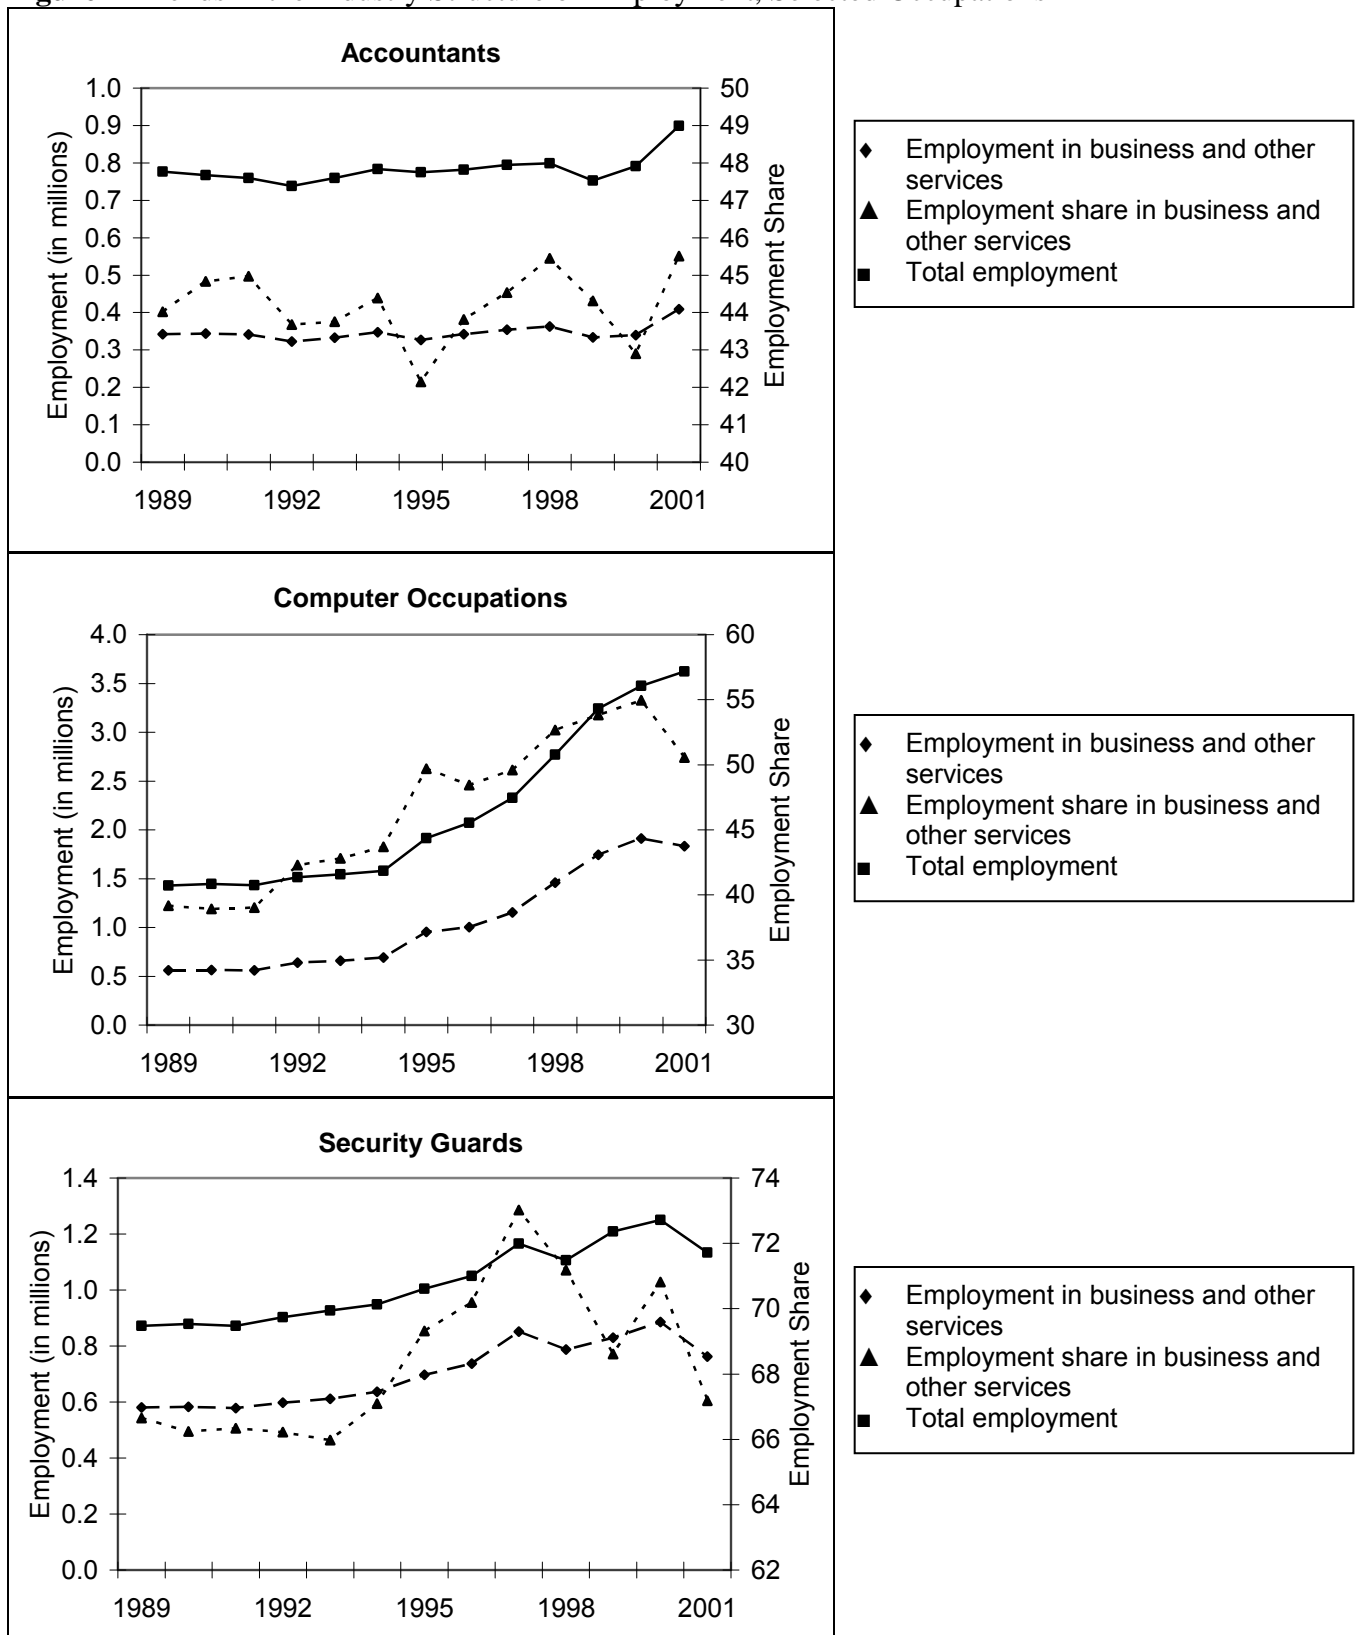 Industry Structure of Employment, Selected Occupations
Accountants
Employment (in millions)
1.0
0.9
0.8
0.7
0.6
0.5
0.4
0.3
0.2
0.1
0.0
50
49
48
47
46
45
44
43
42
41
40
Employment Share
1989 1992 1995 1998 2001
Employment in business and other
services
Employment share in business and
other services
Total employment
Computer Occupations
Employment (in millions)
4.0
3.5
3.0
2.5
2.0
1.5
1.0
0.5
0.0
60
55
50
45
40
35
30
Employment Share
1989 1992 1995 1998 2001
Employment in business and other
services
Employment share in business and
other services
Total employment
Security Guards
Employment (in millions)
1.4
1.2
1.0
0.8
0.6
0.4
0.2
0.0
74
72
70
68
66
64
62
Employment Share
1989 1992 1995 1998 2001
Employment in business and other
services
Employment share in business and
other services
Total employment